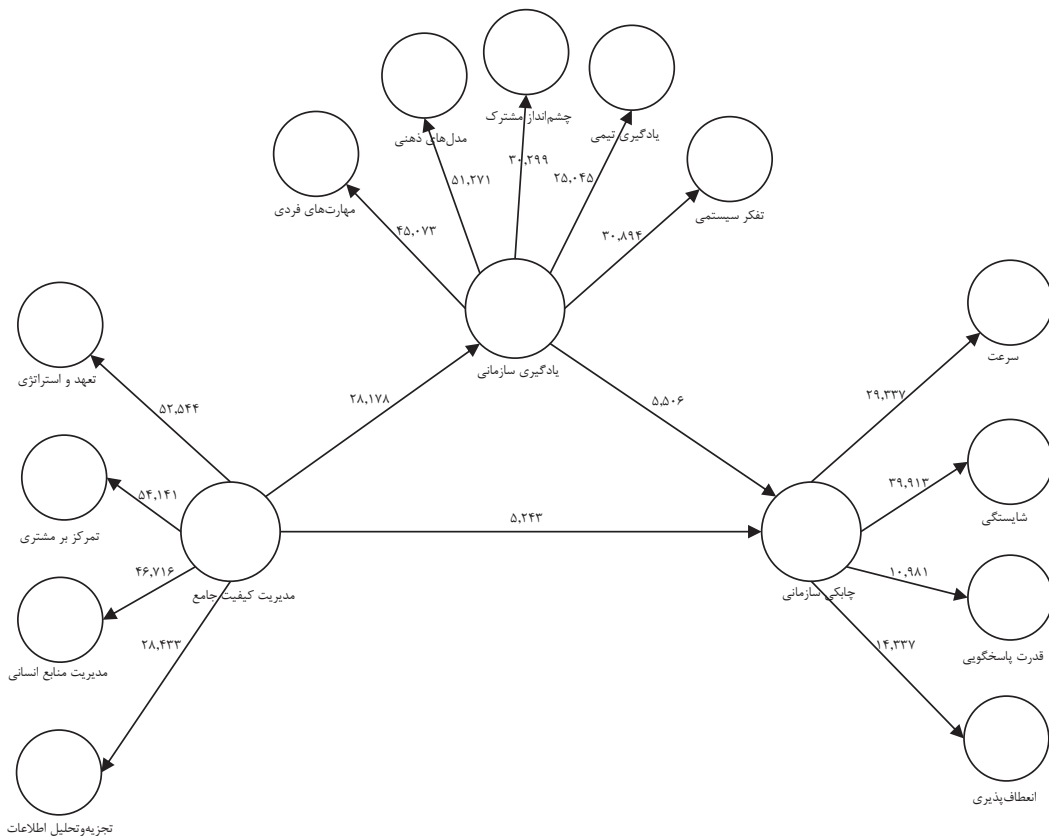 چشم‌انداز مشترک
یادگیری تیمی
مدل‌های ذهنی
۳۰,۲۹۹
۲۵,۰۴۵
۵۱,۲۷۱
مهارت‌های فردی
تفکر سیستمی
۴۵,۰۷۳
۳۰,۸۹۴
یادگیری سازمانی
سرعت
تعهد و استراتژی
۲۹,۳۳۷
۲۸,۱۷۸
۵,۵۰۶
۵۲,۵۴۴
۳۹,۹۱۳
۵۴,۱۴۱
شایستگی
۵,۲۴۳
تمرکز بر مشتری
۴۶,۷۱۶
۱۰,۹۸۱
مدیریت کیفیت جامع
چابکی سازمانی
۲۸,۴۳۳
۱۴,۳۳۷
قدرت پاسخگویی
مدیریت منابع انسانی
انعطاف‌پذیری
تجزیه‌وتحلیل اطلاعات